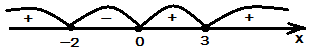 + − + +
−2 0 3 x